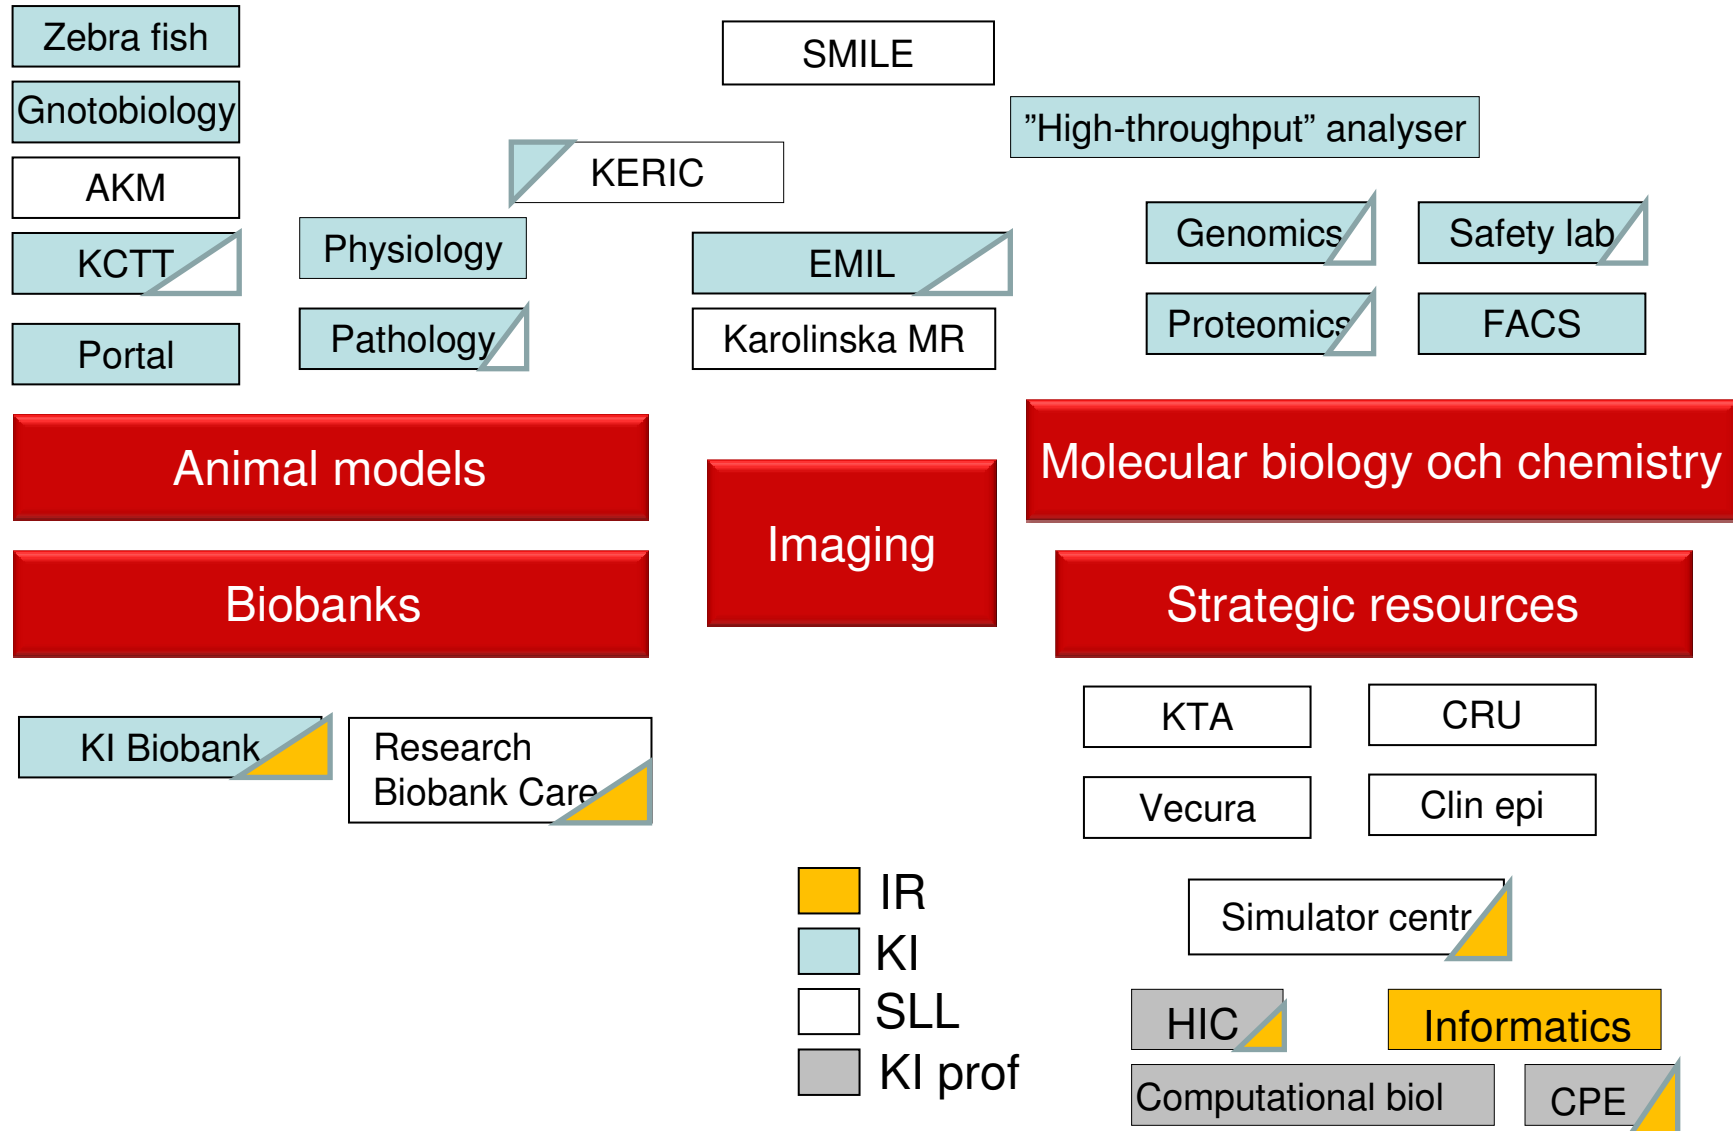 Zebra fish
Gnotobiology
AKM
KCTT
Portal
Physiology
Pathology
KERIC
SMILE
EMIL
Karolinska MR
”High-throughput” analyser
Genomics
Safety lab
Proteomics
FACS
Animal models
Biobanks
Imaging
Molecular biology och chemistry
Strategic resources
KI Biobank
Research
Biobank Care
KTA
CRU
Vecura
Clin epi
Simulator centr
HIC
Informatics
Computational biol
CPE
IR
KI
SLL
KI prof